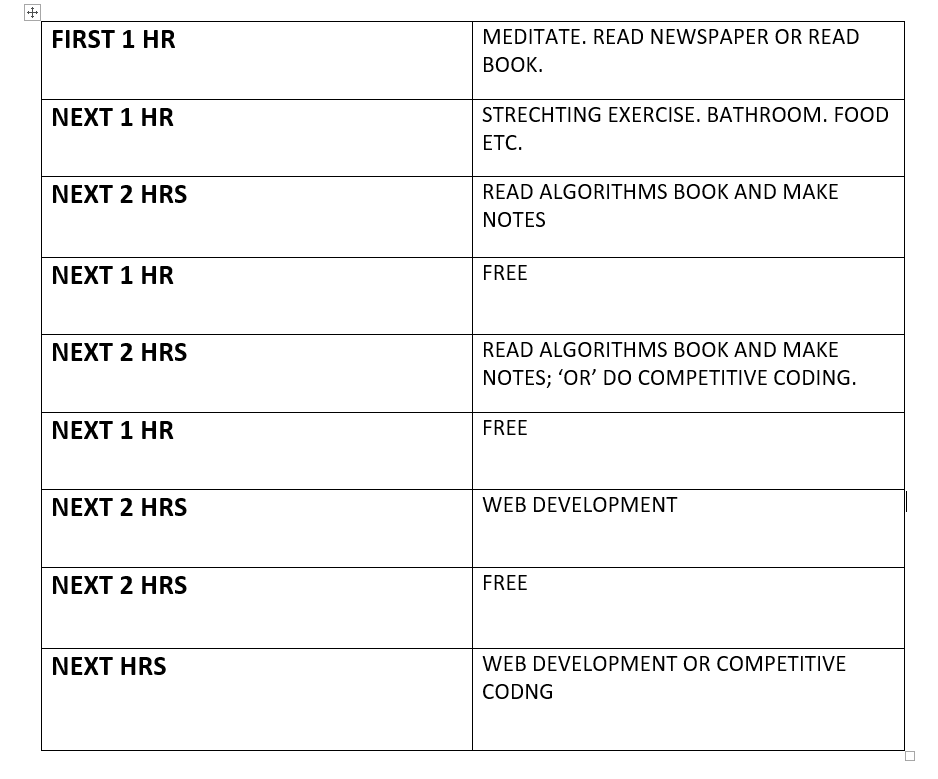 FIRST 1 HR
MEDITATE. READ NEWSPAPER OR READ
BOOK.
NEXT 1 HR
STRECHTING EXERCISE. BATHROOM. FOOD
ETC.
NEXT 2 HRS
READ ALGORITHMS BOOK AND MAKE
NOTES
NEXT 1 HR
FREE
NEXT 2 HRS
READ ALGORITHMS BOOK AND MAKE
NOTES; ‘OR’ DO COMPETITIVE CODING.
NEXT 1 HR
FREE
NEXT 2 HRS
WEB DEVELOPMENT
NEXT 2 HRS
FREE
NEXT HRS
WEB DEVELOPMENT OR COMPETITIVE
CODNG